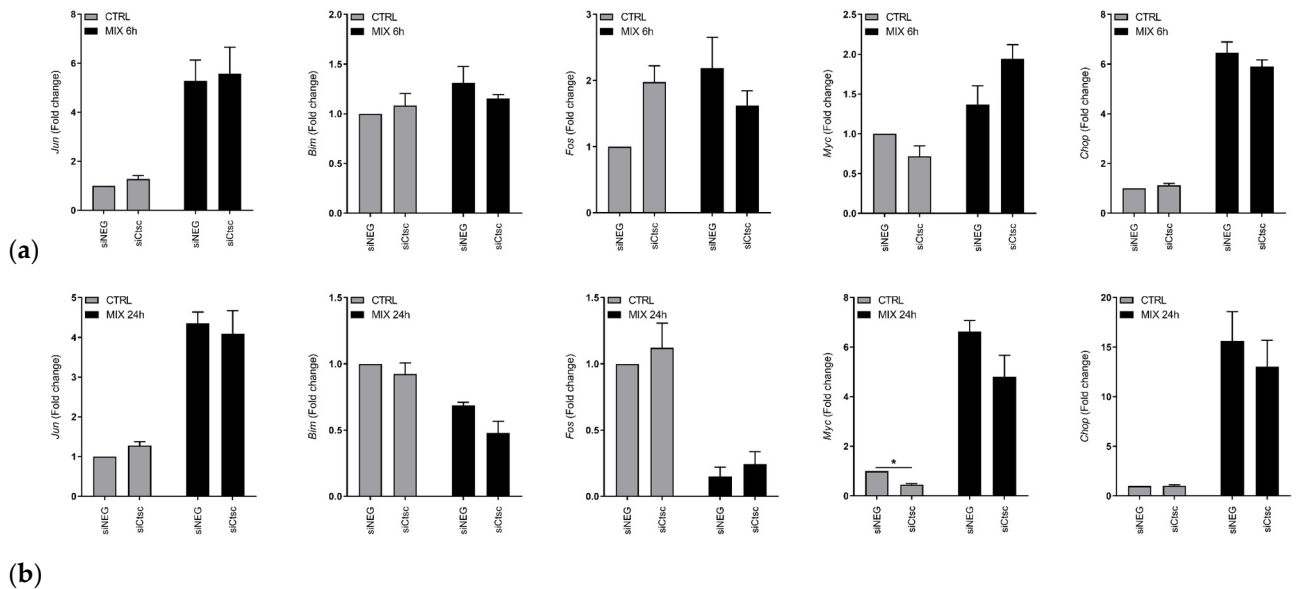 CTRL
MIX 6h
Jun (Fold change)
8
6
4
2
0
siNEG
siCtsc
siNEG
siCtsc
CTRL
MIX 6h
Bim (Fold change)
2.0
1.5
1.0
0.5
0.0
siNEG
siCtsc
siNEG
siCtsc
CTRL
MIX 6h
Fos (Fold change)
3
2
1
0
siNEG
siCtsc
siNEG
siCtsc
CTRL
MIX 6h
Myc (Fold change)
2.5
2.0
1.5
1.0
0.5
0.0
siNEG
siCtsc
siNEG
siCtsc
CTRL
MIX 6h
Chop (Fold change)
8
6
4
2
0
siNEG
siCtsc
siNEG
siCtsc
(a)
CTRL
MIX 24h
Jun (Fold change)
5
4
3
2
1
0
siNEG
siCtsc
siNEG
siCtsc
CTRL
MIX 24h
Bim (Fold change)
1.5
1.0
0.5
0.0
siNEG
siCtsc
siNEG
siCtsc
CTRL
MIX 24h
Fos (Fold change)
1.5
1.0
0.5
0.0
siNEG
siCtsc
siNEG
siCtsc
CTRL
MIX 24h
Myc (Fold change)
8
6
4
2
0
*
siNEG
siCtsc
siNEG
siCtsc
CTRL
MIX 24h
Chop (Fold change)
20
15
10
5
0
siNEG
siCtsc
siNEG
siCtsc
(b)